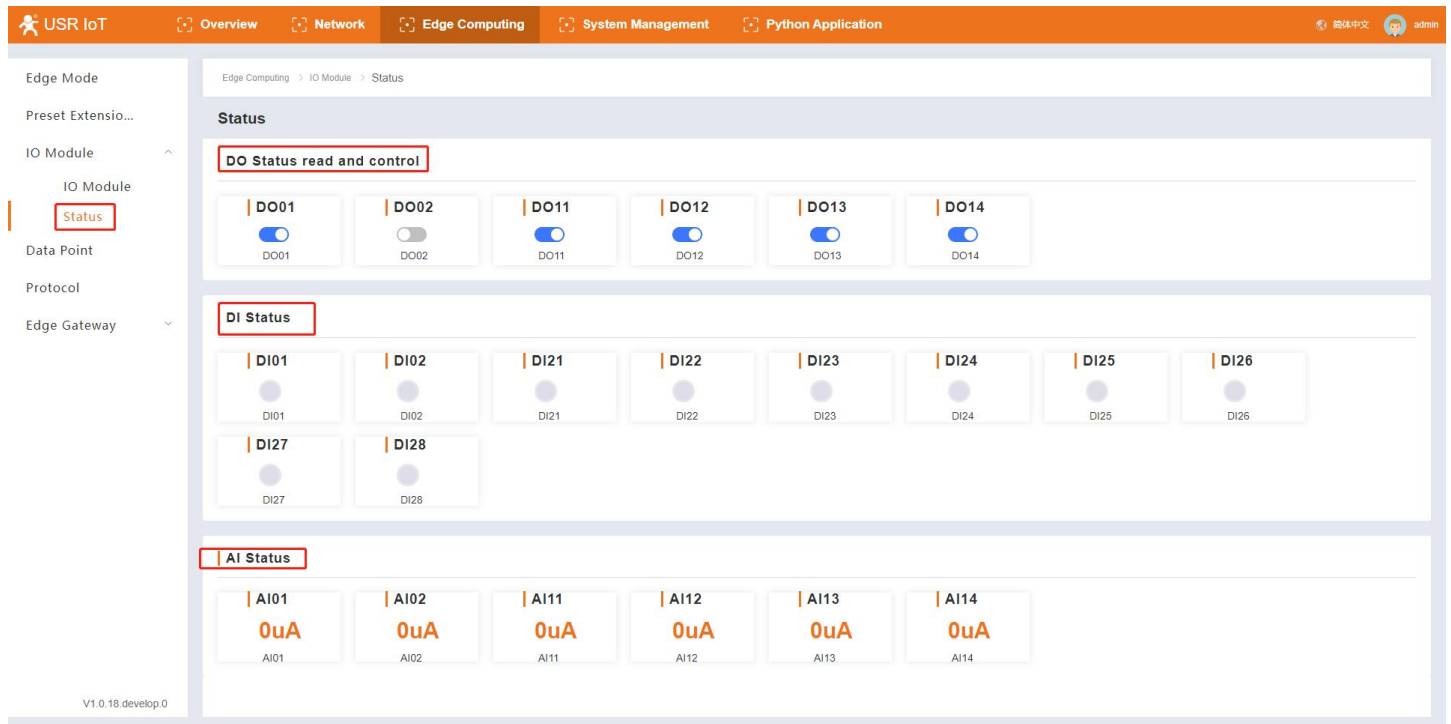 USR IoT Overview Network Edge Computing System Management Python Application 简体中文 admin
Edge Mode
Preset Extensio...
IO Module
IO Module
Status
Data Point
Protocol
Edge Gateway
V1.0.18.develop.0
Edge Computing > IO Module > Status
Status
DO Status read and control
DO01 DO02 DO11 DO12 DO13 DO14
DO01 DO02 DO11 DO12 DO13 DO14
DI Status
DI01 DI02 DI21 DI22 DI23 DI24 DI25 DI26
DI01 DI02 DI21 DI22 DI23 DI24 DI25 DI26
DI27 DI28
DI27 DI28
AI Status
AI01 AI02 AI11 AI12 AI13 AI14
0uA 0uA 0uA 0uA 0uA 0uA
AI01 AI02 AI11 AI12 AI13 AI14